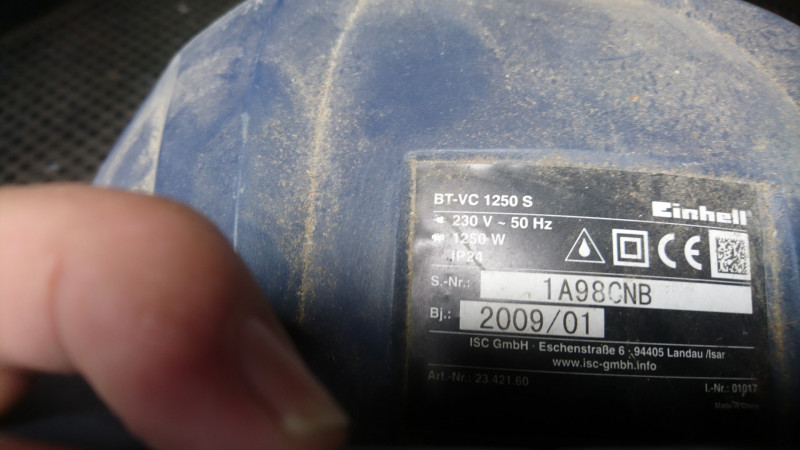 BT-VC 1250 S
Einhell
230 V ~ 50 Hz
1250 W
IP24
CE
S.-Nr.: 1A98CNB
Bj.: 2009/01
ISC GmbH · Eschenstraße 6 · 94405 Landau /Isar
www.isc-gmbh.info
Art.-Nr.: 23.421.60
I.-Nr.: 01017